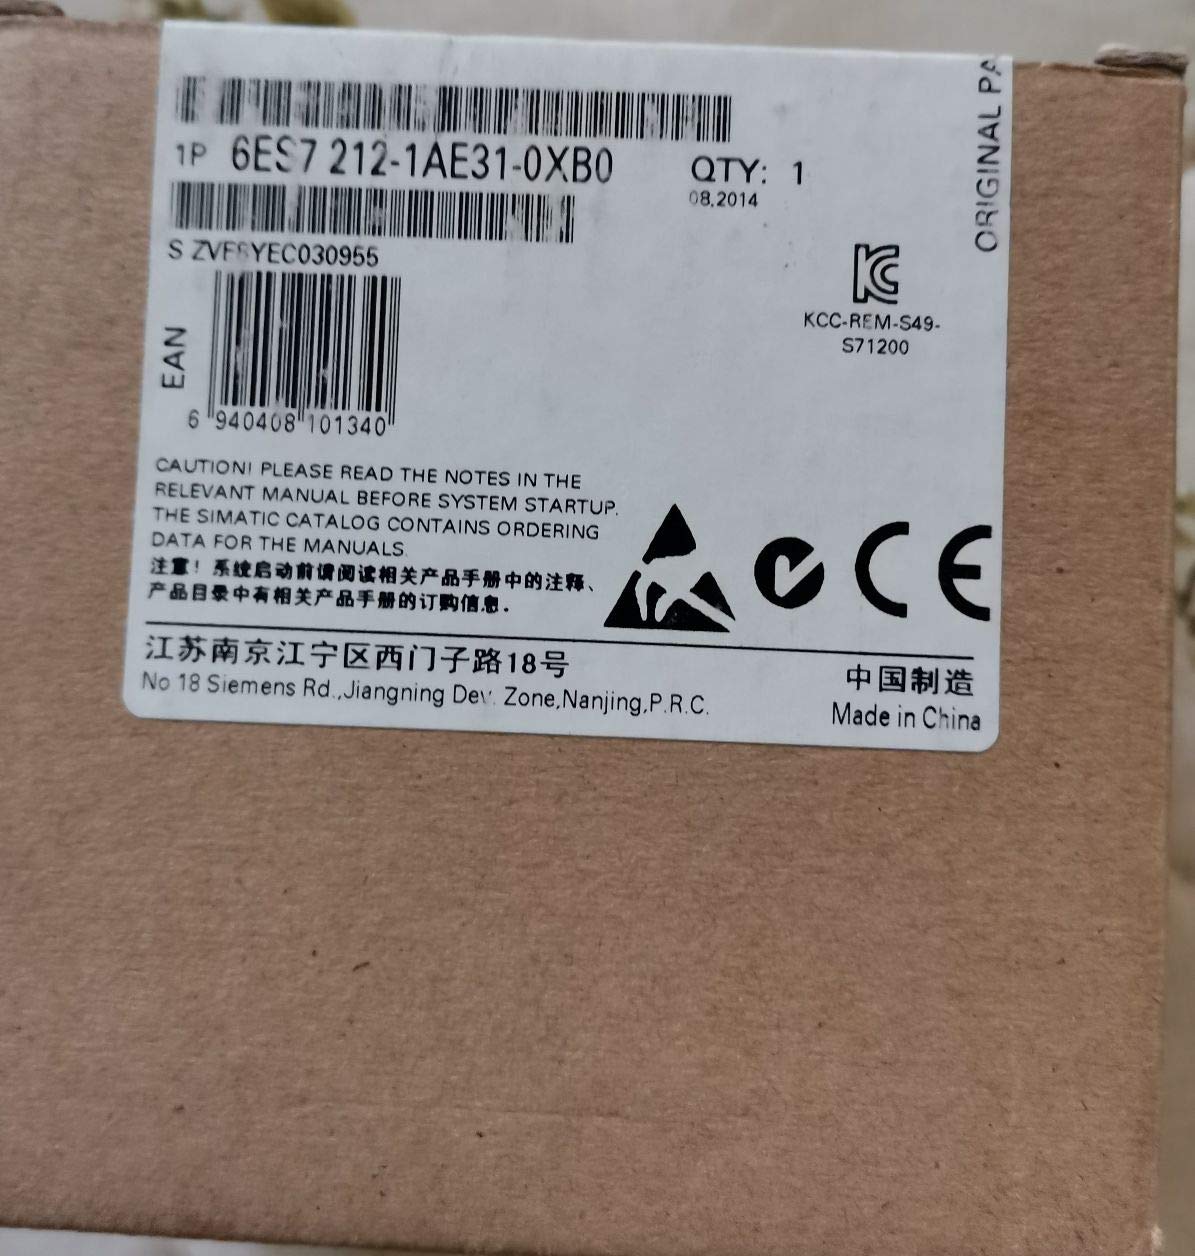 1P 6ES7 212-1AE31-0XB0 QTY: 1
08.2014
ORIGINAL
S
EAN
6 940408 101340
KC
KCC-REM-S49-
S71200
CAUTION! PLEASE READ THE NOTES IN THE
RELEVANT MANUAL BEFORE SYSTEM STARTUP.
THE SIMATIC CATALOG CONTAINS ORDERING
DATA FOR THE MANUALS.
注意！系统启动前请阅读相关产品手册中的注释、
产品目录中有相关产品手册的订购信息.
CE
江苏南京江宁区西门子路18号
No 18 Siemens Rd.,Jiangning Dev. Zone,Nanjing,P.R.C.
中国制造
Made in China